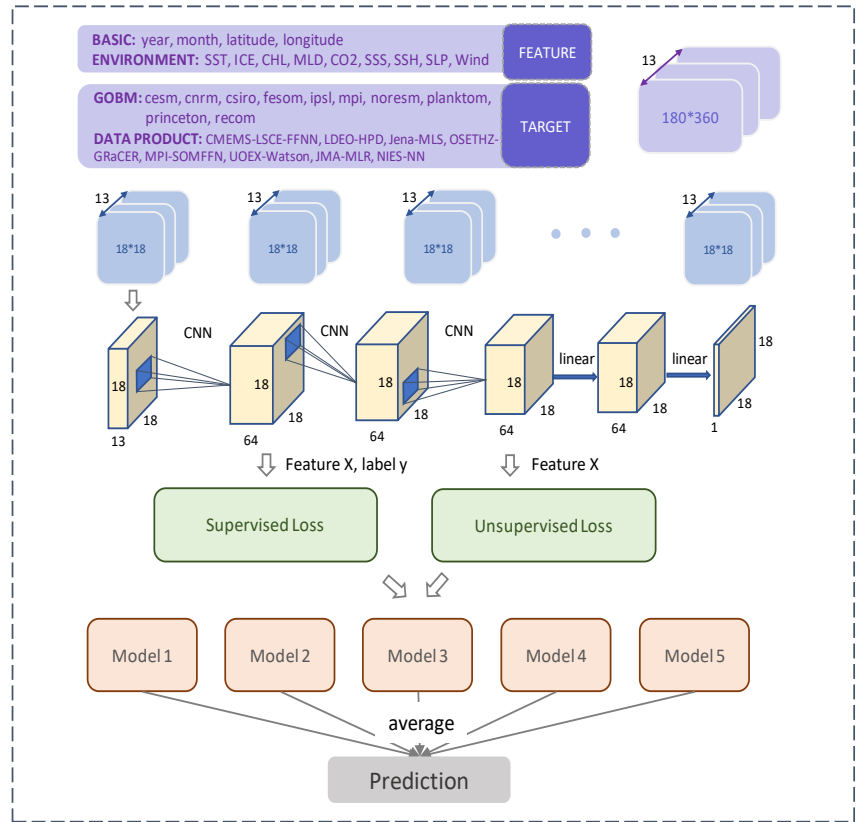 BASIC: year, month, latitude, longitude
ENVIRONMENT: SST, ICE, CHL, MLD, CO2, SSS, SSH, SLP, Wind
FEATURE
GOBM: cesm, cnrm, csiro, fesom, ipsl, mpi, noresm, planktom,
princeton, recom
DATA PRODUCT: CMEMS-LSCE-FFNN, LDEO-HPD, Jena-MLS, OSETHZ-
GRaCER, MPI-SOMFFN, UOEX-Watson, JMA-MLR, NIES-NN
TARGET
13
180*360
13
18*18
13
18*18
13
18*18
13
18*18
CNN
CNN
CNN
linear
linear
18
18
13
18
18
64
18
18
64
18
18
64
18
18
64
18
18
1
Feature X, label y
Feature X
Supervised Loss
Unsupervised Loss
Model 1
Model 2
Model 3
Model 4
Model 5
average
Prediction